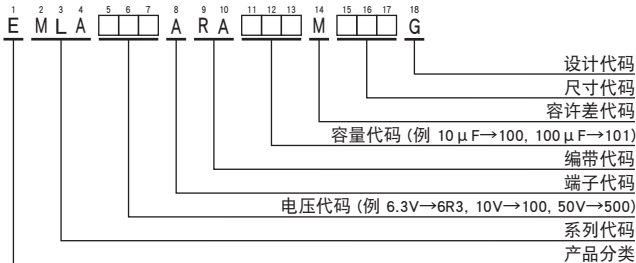 1 2 3 4 5 6 7 8 9 10 11 12 13 14 15 16 17 18
E M L A □ □ □ A R A □ □ □ M □ □ □ G
设计代码
尺寸代码
容许差代码
容量代码 (例 10μF→100, 100μF→101)
编带代码
端子代码
电压代码 (例 6.3V→6R3, 10V→100, 50V→500)
系列代码
产品分类